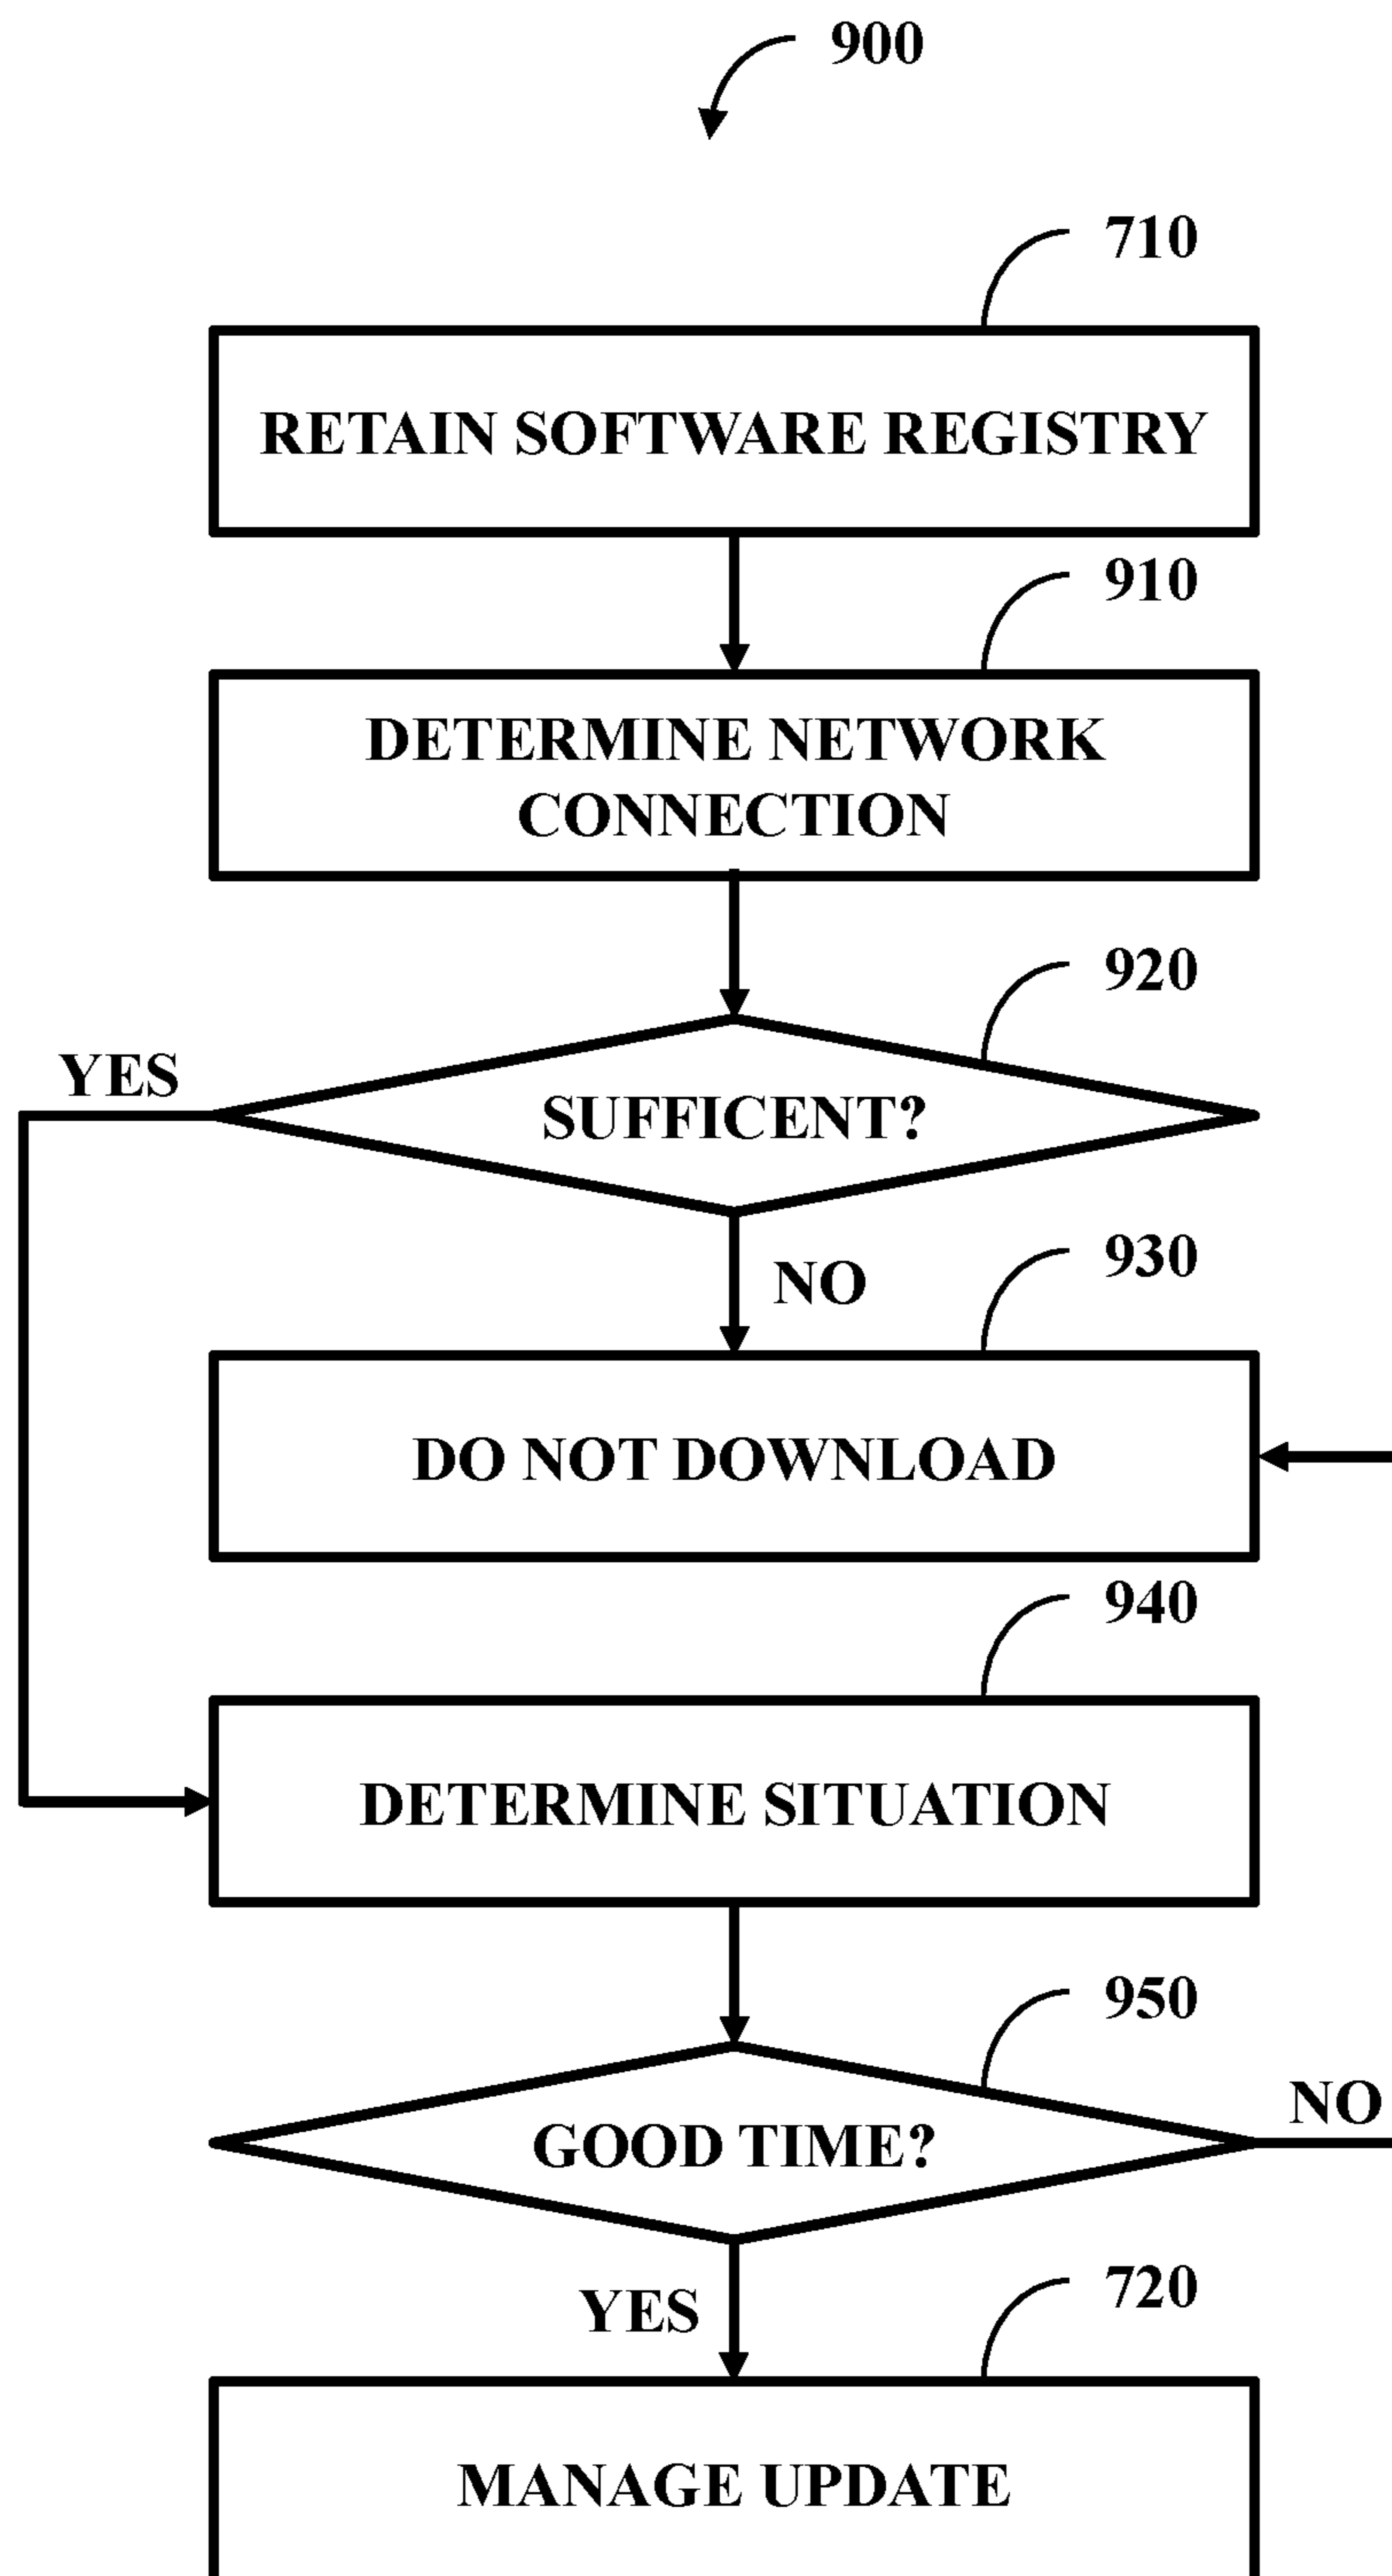 900
710
RETAIN SOFTWARE REGISTRY
910
DETERMINE NETWORK
CONNECTION
920
YES
SUFFICENT?
NO
930
DO NOT DOWNLOAD
940
DETERMINE SITUATION
950
GOOD TIME?
NO
YES
720
MANAGE UPDATE